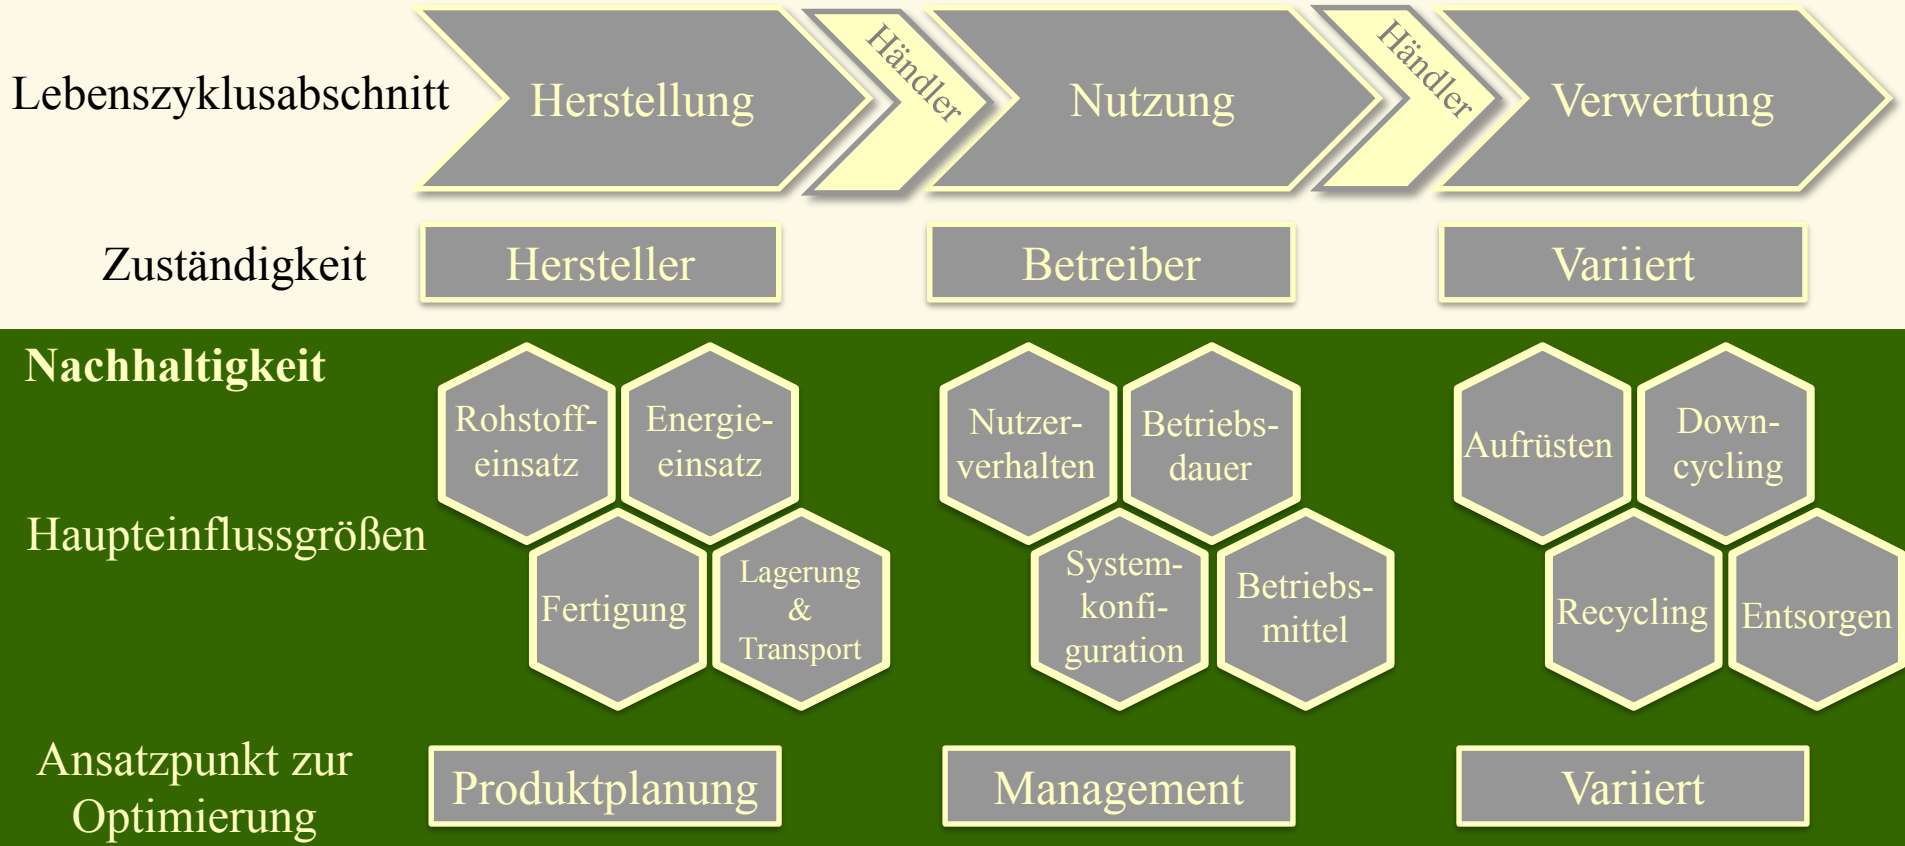 Lebenszyklusabschnitt
Herstellung
Händler
Nutzung
Händler
Verwertung
Zuständigkeit
Hersteller
Betreiber
Variiert
Nachhaltigkeit
Haupteinflussgrößen
Rohstoff-
einsatz
Energie-
einsatz
Fertigung
Lagerung
&
Transport
Nutzer-
verhalten
Betriebs-
dauer
System-
konfi-
guration
Betriebs-
mittel
Aufrüsten
Down-
cycling
Recycling
Entsorgen
Ansatzpunkt zur
Optimierung
Produktplanung
Management
Variiert